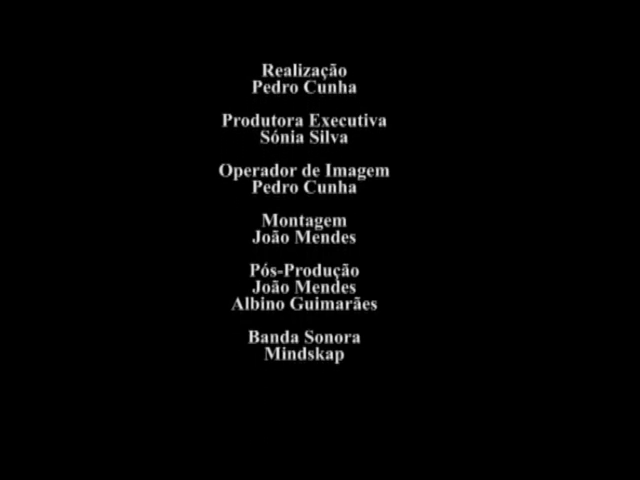 Realização
Pedro Cunha
Produtora Executiva
Sónia Silva
Operador de Imagem
Pedro Cunha
Montagem
João Mendes
Pós-Produção
João Mendes
Albino Guimarães
Banda Sonora
Mindskap